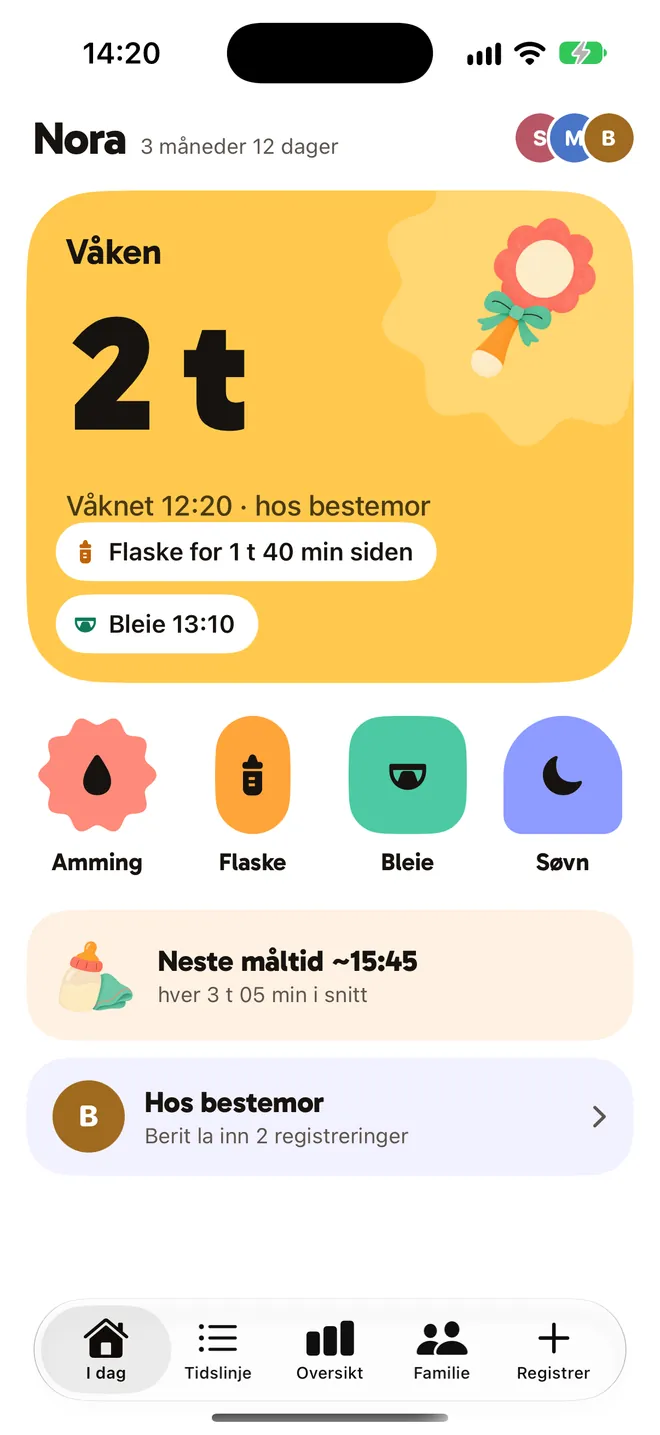 14:20
Nora 3 måneder 12 dager
S M B
Våken
2 t
Våknet 12:20 · hos bestemor
Flaske for 1 t 40 min siden
Bleie 13:10
Amming Flaske Bleie Søvn
Neste måltid ~15:45
hver 3 t 05 min i snitt
B
Hos bestemor
Berit la inn 2 registreringer
I dag Tidslinje Oversikt Familie Registrer